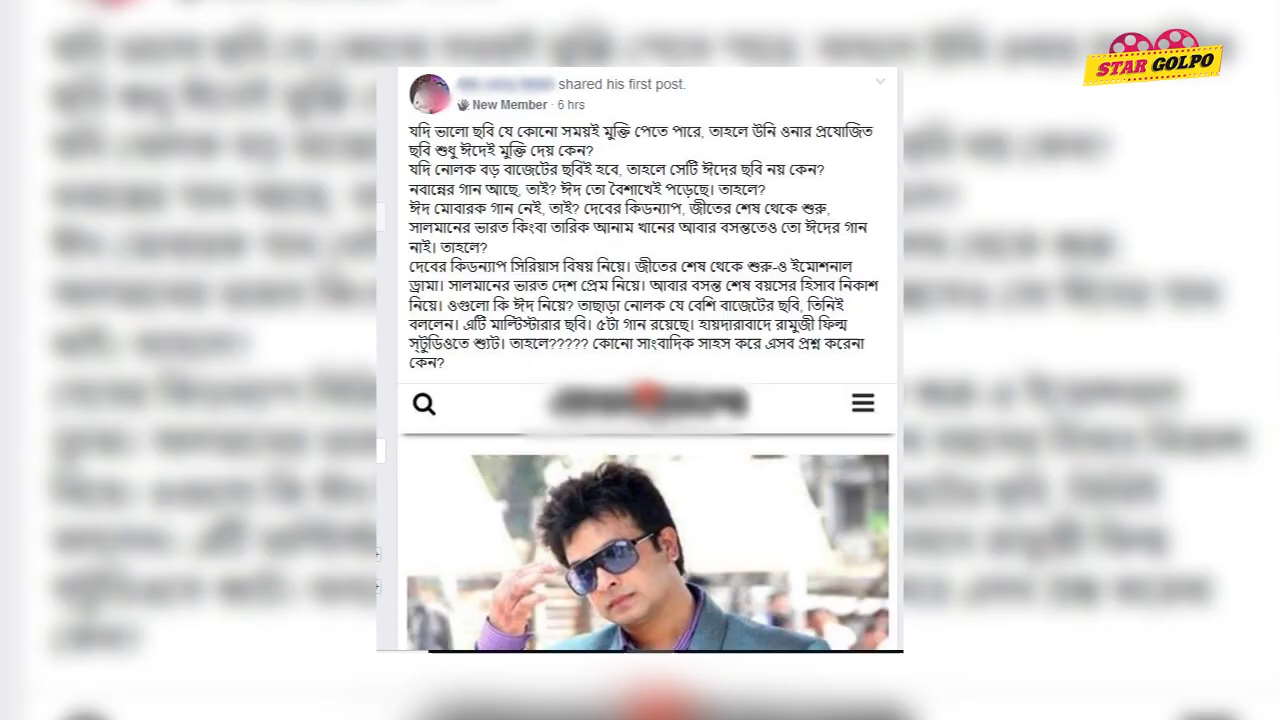 STAR GOLPO
shared his first post.
New Member · 6 hrs
যদি ভালো ছবি যে কোনো সময়ই মুক্তি পেতে পারে, তাহলে উনি ওনার প্রযোজিত
ছবি শুধু ঈদেই মুক্তি দেয় কেন?
যদি নোলক বড় বাজেটের ছবিই হবে, তাহলে সেটি ঈদের ছবি নয় কেন?
নবান্নের গান আছে, তাই? ঈদ তো বৈশাখেই পড়েছে। তাহলে?
ঈদ মোবারক গান নেই, তাই? দেবের কিডন্যাপ, জীতের শেষ থেকে শুরু,
সালমানের ভারত কিংবা তারিক আনাম খানের আবার বসন্ততেও তো ঈদের গান
নাই। তাহলে?
দেবের কিডন্যাপ সিরিয়াস বিষয় নিয়ে। জীতের শেষ থেকে শুরু-ও ইমোশনাল
ড্রামা। সালমানের ভারত দেশ প্রেম নিয়ে। আবার বসন্ত শেষ বয়সের হিসাব নিকাশ
নিয়ে। ওগুলো কি ঈদ নিয়ে? তাছাড়া নোলক যে বেশি বাজেটের ছবি, তিনিই
বললেন। এটি মাল্টিস্টারার ছবি। ৫টা গান রয়েছে। হায়দারাবাদে রামুজী ফিল্ম
স্টুডিওতে শ্যুট। তাহলে????? কোনো সাংবাদিক সাহস করে এসব প্রশ্ন করেনা
কেন?